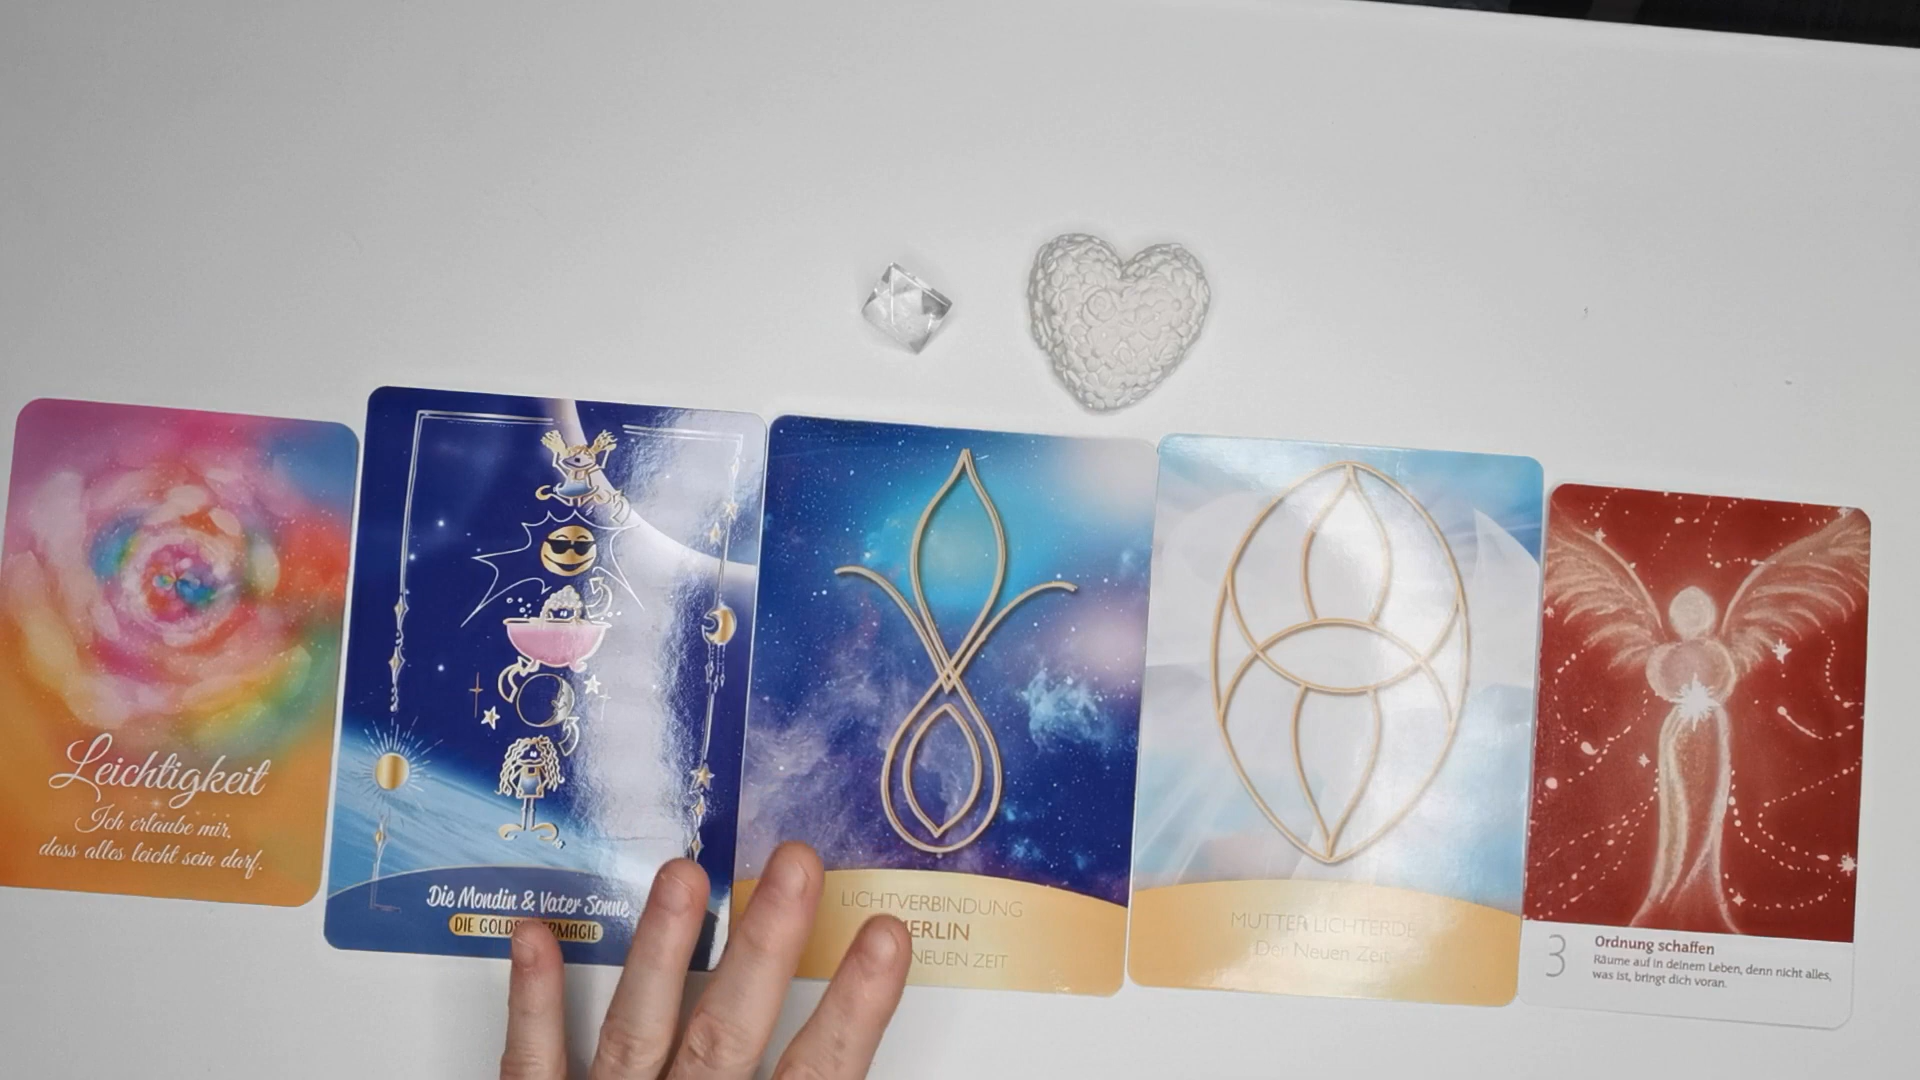 Leichtigkeit
Ich erlaube mir,
dass alles leicht sein darf.
Die Mondin & Vater Sonne
DIE
LICHTVERBINDUNG
NEUEN ZEIT
MUTTER LICHTERDE
Der Neuen Zeit
3
Ordnung schaffen
Räume auf in deinem Leben, denn nicht alles,
was ist, bringt dich voran.